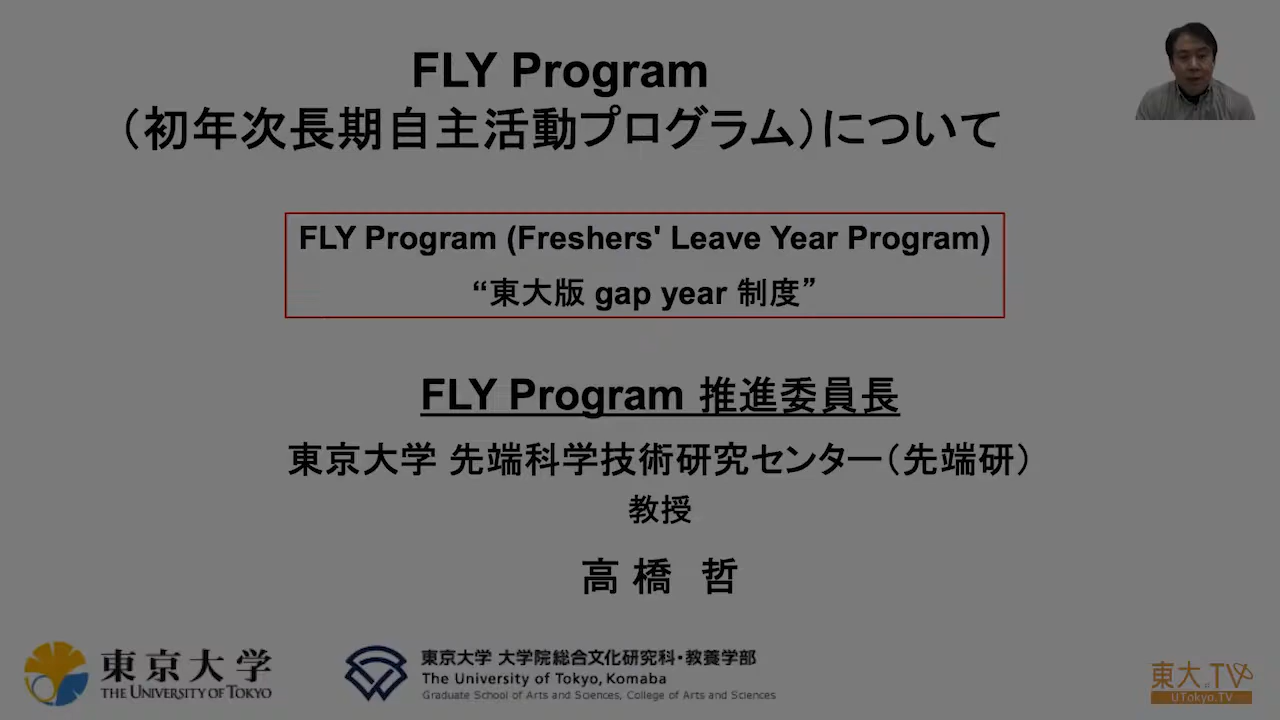 FLY Program
（初年次長期自主活動プログラム）について
FLY Program (Freshers' Leave Year Program)
“東大版 gap year 制度”
FLY Program 推進委員長
東京大学 先端科学技術研究センター（先端研）
教授
高橋　哲
東京大学
THE UNIVERSITY OF TOKYO
東京大学 大学院総合文化研究科・教養学部
The University of Tokyo, Komaba
Graduate School of Arts and Sciences, College of Arts and Sciences
東大TV
UTokyo.TV